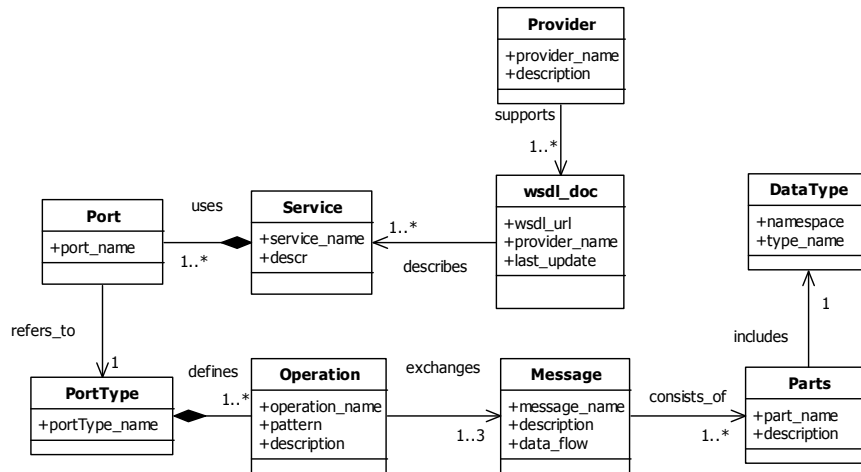 Provider
+provider_name
+description
supports
1..*
wsdl_doc
+wsdl_url
+provider_name
+last_update
DataType
+namespace
+type_name
Port
+port_name
uses
1..*
Service
+service_name
+descr
1..*
describes
refers_to
1
1
includes
PortType
+portType_name
defines
1..*
Operation
+operation_name
+pattern
+description
exchanges
1..3
Message
+message_name
+description
+data_flow
consists_of
1..*
Parts
+part_name
+description